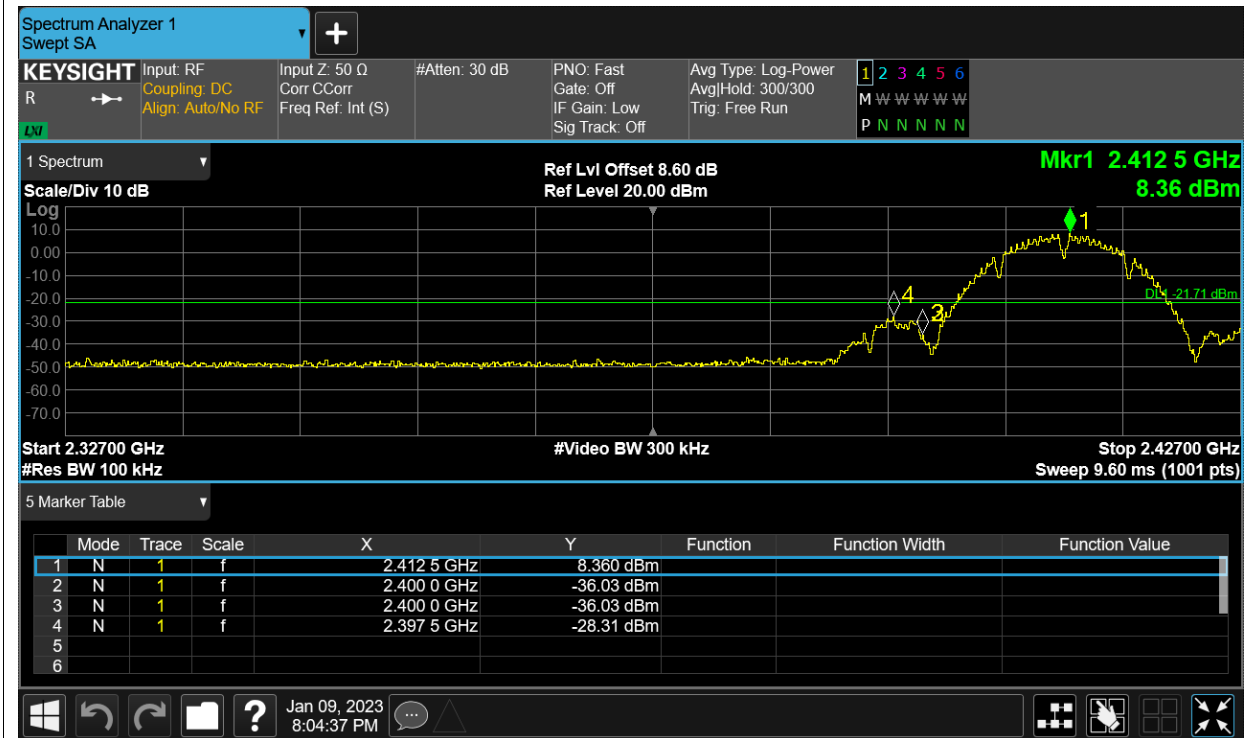 Spectrum Analyzer 1
Swept SA
+
KEYSIGHT
R
LXI
Input: RF
Coupling: DC
Align: Auto/No RF
Input Z: 50 Ω
Corr CCorr
Freq Ref: Int (S)
#Atten: 30 dB
PNO: Fast
Gate: Off
IF Gain: Low
Sig Track: Off
Avg Type: Log-Power
Avg|Hold: 300/300
Trig: Free Run
1 2 3 4 5 6
M W W W W W
P N N N N N
1 Spectrum
Scale/Div 10 dB
Ref Lvl Offset 8.60 dB
Ref Level 20.00 dBm
Mkr1 2.412 5 GHz
8.36 dBm
Log
10.0
0.00
-10.0
-20.0
-30.0
-40.0
-50.0
-60.0
-70.0
1
4
DL1 -21.71 dBm
Start 2.32700 GHz
#Res BW 100 kHz
#Video BW 300 kHz
Stop 2.42700 GHz
Sweep 9.60 ms (1001 pts)
5 Marker Table
Mode Trace Scale X Y Function Function Width Function Value
1 N 1 f 2.412 5 GHz 8.360 dBm
2 N 1 f 2.400 0 GHz -36.03 dBm
3 N 1 f 2.400 0 GHz -36.03 dBm
4 N 1 f 2.397 5 GHz -28.31 dBm
5
6
?
Jan 09, 2023
8:04:37 PM